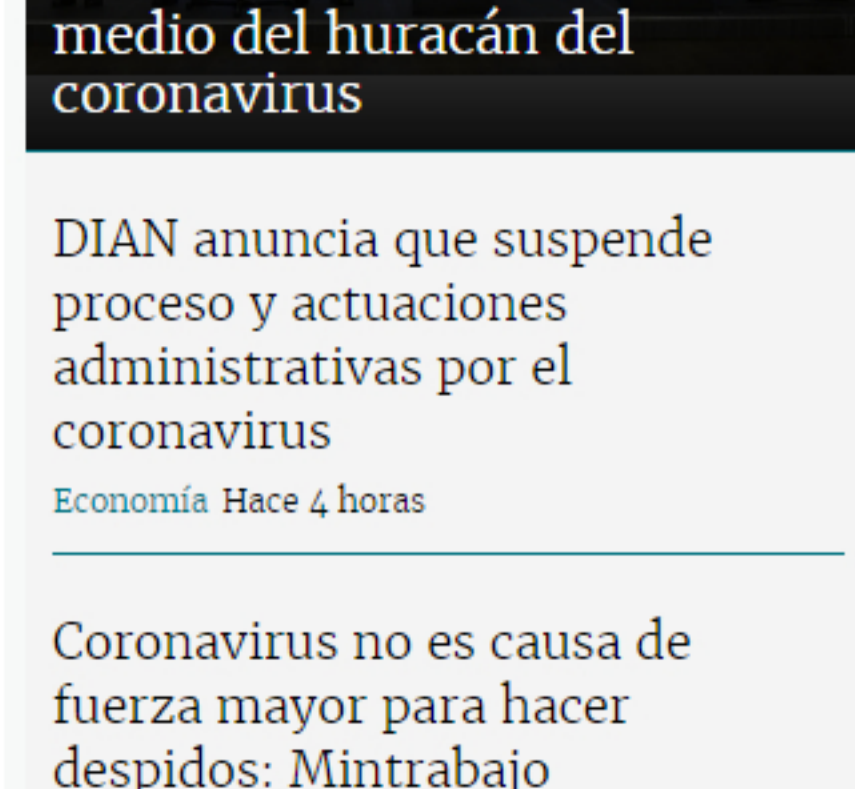 medio del huracán del
coronavirus
DIAN anuncia que suspende
proceso y actuaciones
administrativas por el
coronavirus
Economía Hace 4 horas
Coronavirus no es causa de
fuerza mayor para hacer
despidos: Mintrabajo